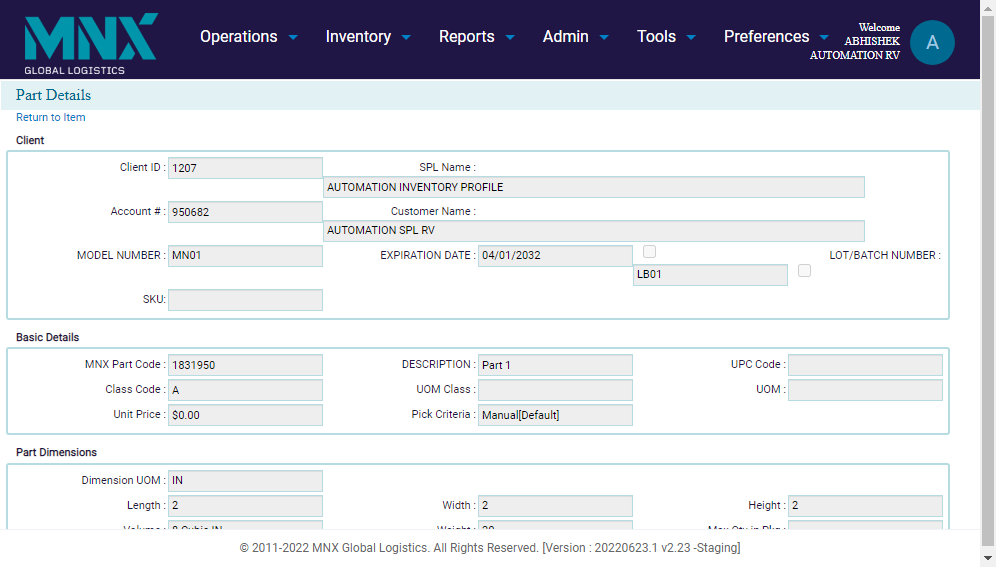 MNX
GLOBAL LOGISTICS
Operations Inventory Reports Admin Tools Preferences
Welcome
ABHISHEK
AUTOMATION RV
A
Part Details
Return to Item
Client
Client ID : 1207 SPL Name :
AUTOMATION INVENTORY PROFILE
Account # : 950682 Customer Name :
AUTOMATION SPL RV
MODEL NUMBER : MN01 EXPIRATION DATE : 04/01/2032 LOT/BATCH NUMBER :
LB01
SKU:
Basic Details
MNX Part Code : 1831950 DESCRIPTION : Part 1 UPC Code :
Class Code : A UOM Class : UOM :
Unit Price : $0.00 Pick Criteria : Manual[Default]
Part Dimensions
Dimension UOM : IN
Length : 2 Width : 2 Height : 2
Volume : 8 Cubic IN Weight : 20 Max Qty in Pkg :
© 2011-2022 MNX Global Logistics. All Rights Reserved. [Version : 20220623.1 v2.23 -Staging]